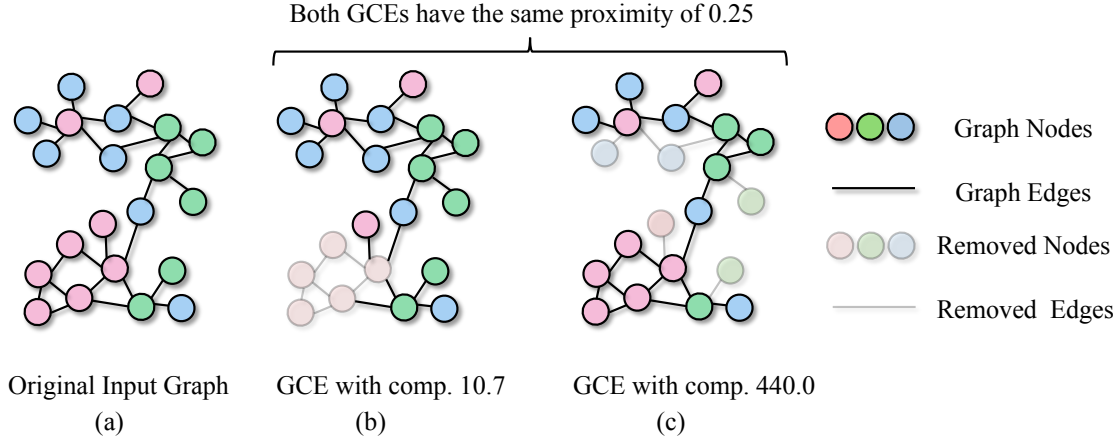 Both GCEs have the same proximity of 0.25
Graph Nodes
Graph Edges
Removed Nodes
Removed Edges
Original Input Graph
GCE with comp. 10.7
GCE with comp. 440.0
(a)
(b)
(c)